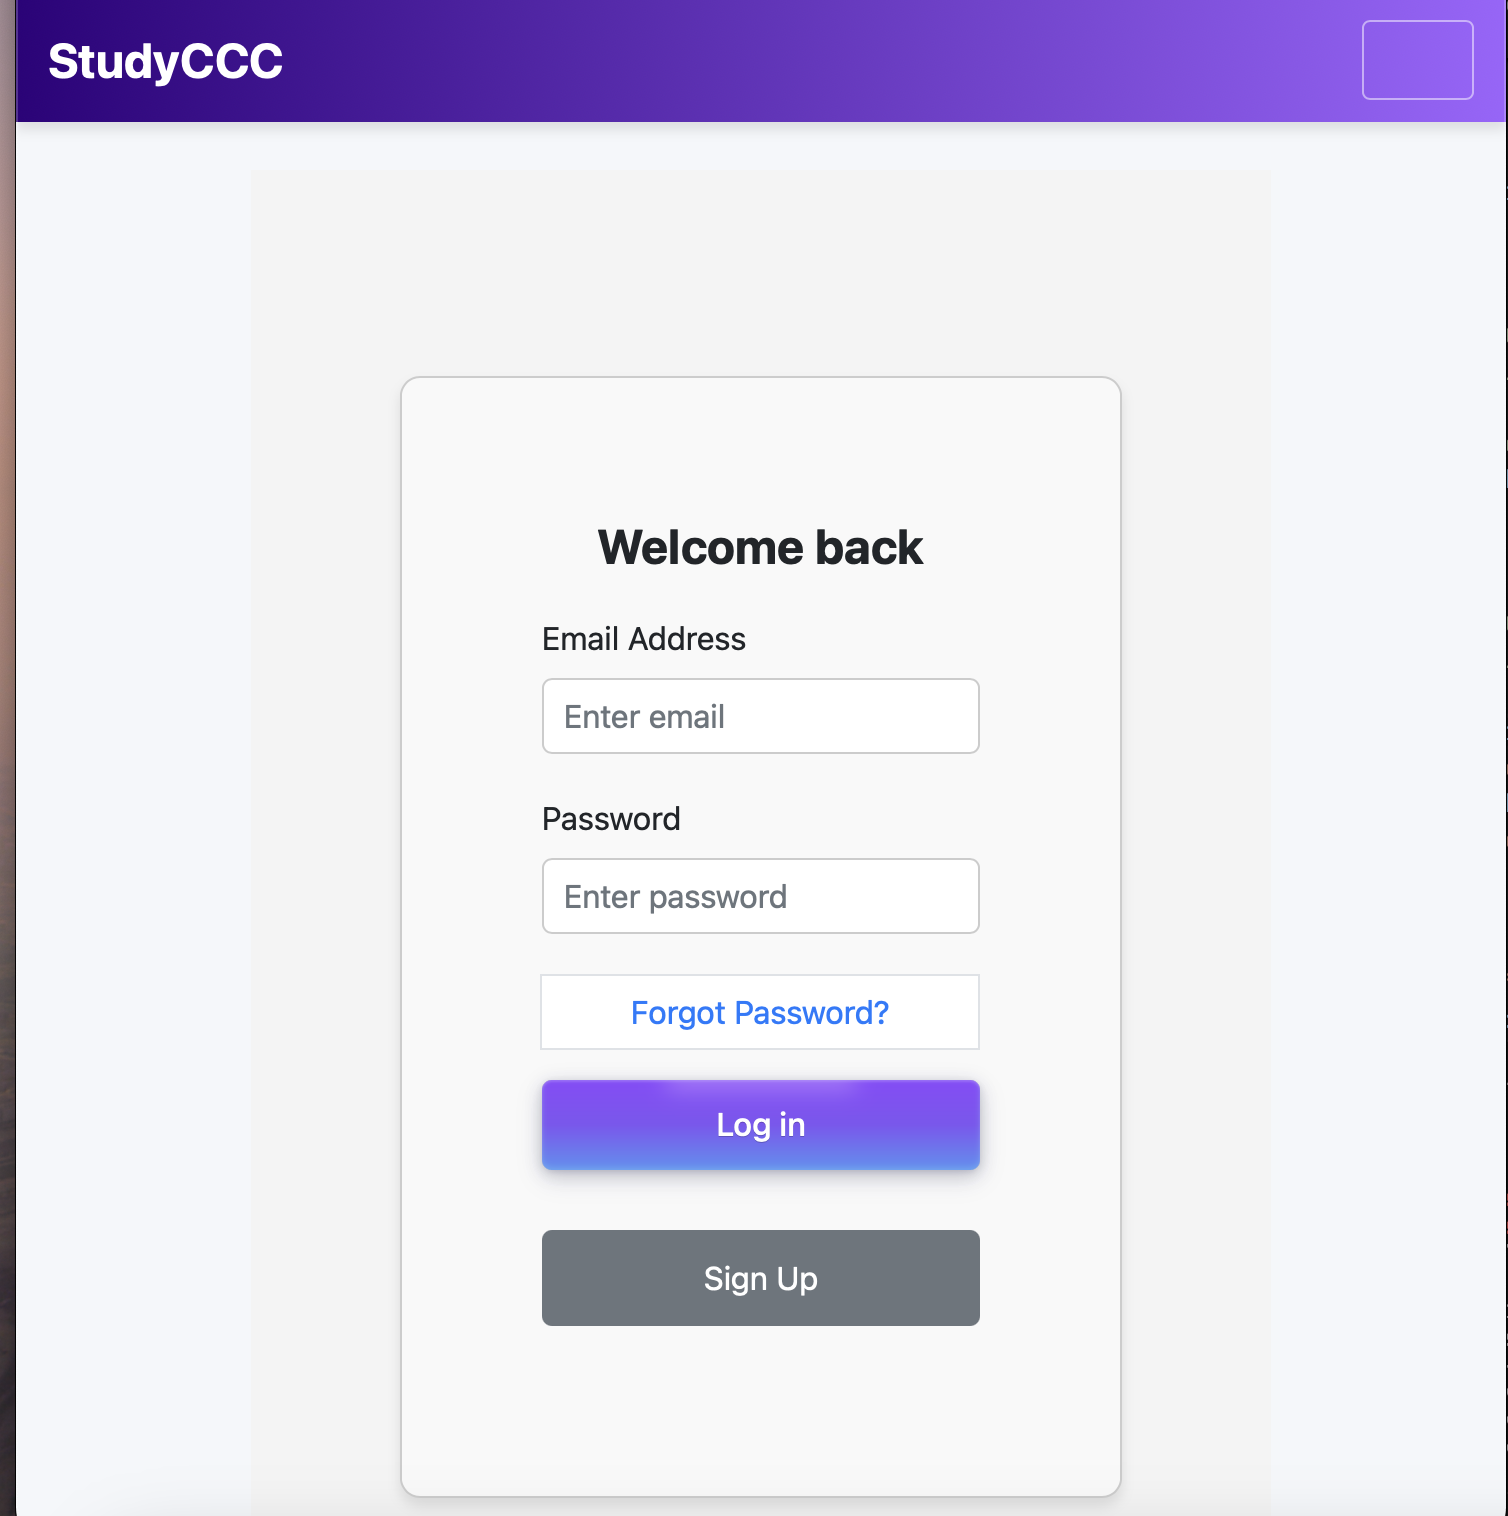 StudyCCC
Welcome back
Email Address
Enter email
Password
Enter password
Forgot Password?
Log in
Sign Up